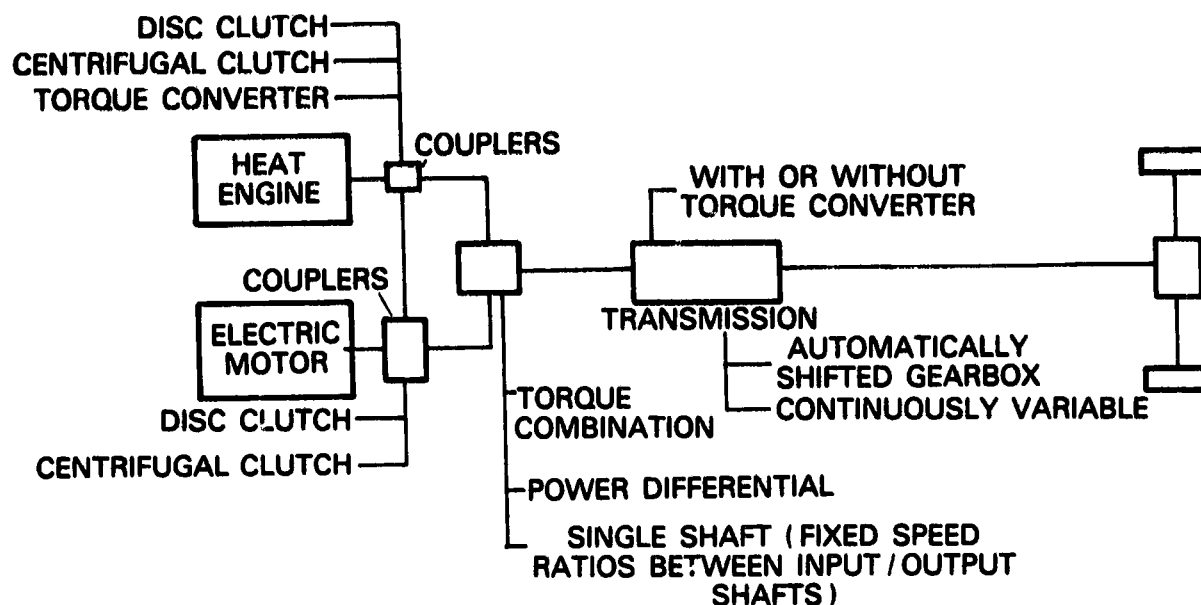 DISC CLUTCH
CENTRIFUGAL CLUTCH
TORQUE CONVERTER
COUPLERS
HEAT
ENGINE
WITH OR WITHOUT
TORQUE CONVERTER
COUPLERS
ELECTRIC
MOTOR
TRANSMISSION
AUTOMATICALLY
SHIFTED GEARBOX
CONTINUOUSLY VARIABLE
DISC CLUTCH
CENTRIFUGAL CLUTCH
TORQUE
COMBINATION
POWER DIFFERENTIAL
SINGLE SHAFT (FIXED SPEED
RATIOS BETWEEN INPUT / OUTPUT
SHAFTS)